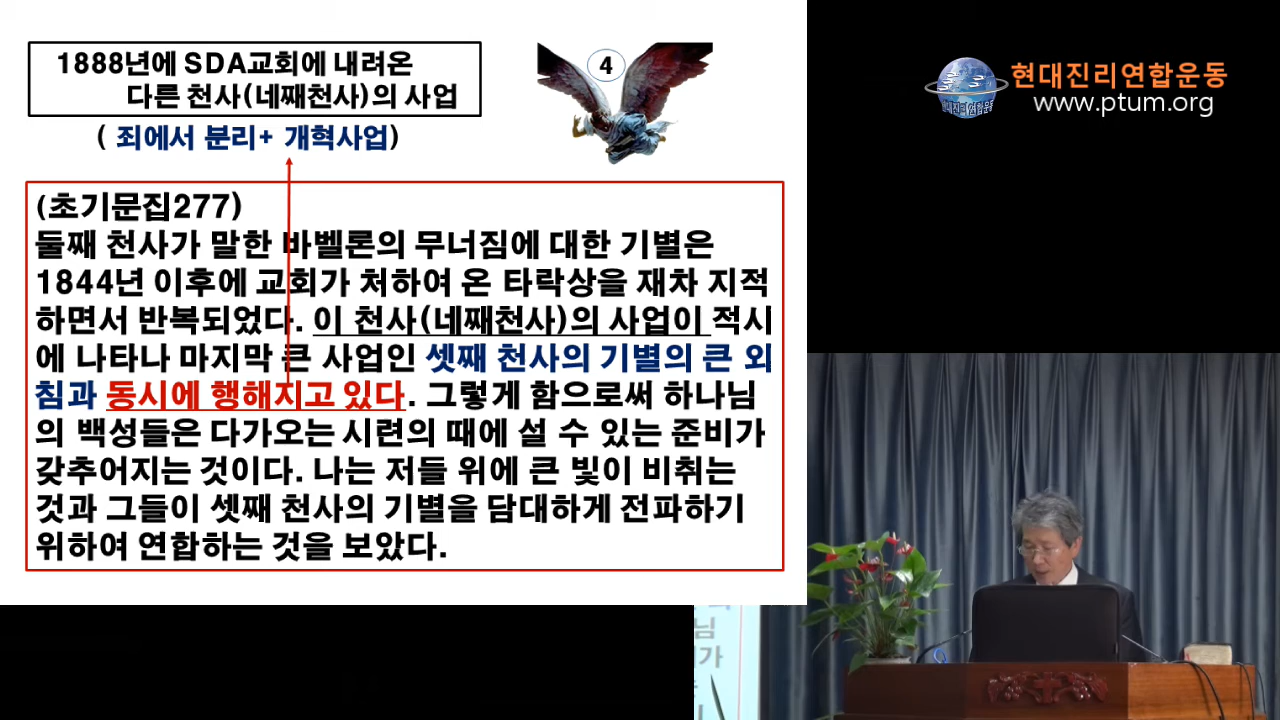 1888년에 SDA교회에 내려온
다른 천사(네째천사)의 사업
( 죄에서 분리+ 개혁사업)
4
(초기문집277)
둘째 천사가 말한 바벨론의 무너짐에 대한 기별은
1844년 이후에 교회가 처하여 온 타락상을 재차 지적
하면서 반복되었다. 이 천사(네째천사)의 사업이 적시
에 나타나 마지막 큰 사업인 셋째 천사의 기별의 큰 외
침과 동시에 행해지고 있다. 그렇게 함으로써 하나님
의 백성들은 다가오는 시련의 때에 설 수 있는 준비가
갖추어지는 것이다. 나는 저들 위에 큰 빛이 비취는
것과 그들이 셋째 천사의 기별을 담대하게 전파하기
위하여 연합하는 것을 보았다.
현대진리연합운동
현대진리연합운동
www.ptum.org
님
가